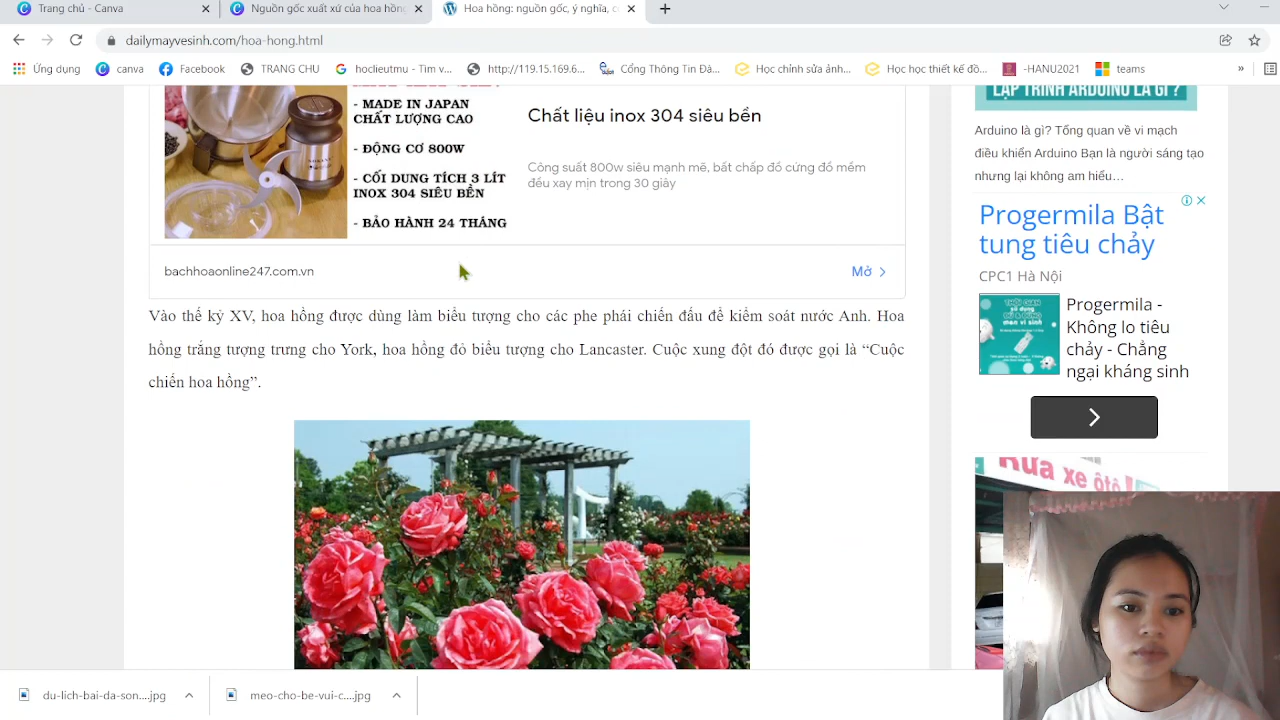 Trang chủ - Canva
Nguồn gốc xuất xứ của hoa hồng
Hoa hồng: nguồn gốc, ý nghĩa, c
dailymayvesinh.com/hoa-hong.html
Ứng dụng
canva
Facebook
TRANG CHU
hoclieutmu - Tìm v...
http://119.15.169.6...
Cổng Thông Tin Đà...
Học chỉnh sửa ảnh...
Học học thiết kế đồ...
-HANU2021
teams
»
- MADE IN JAPAN
CHẤT LƯỢNG CAO
- ĐỘNG CƠ 800W
- CỐI DUNG TÍCH 3 LÍT
INOX 304 SIÊU BỀN
- BẢO HÀNH 24 THÁNG
Chất liệu inox 304 siêu bền
Công suất 800w siêu mạnh mẽ, bất chấp đồ cứng đồ mềm
đều xay mịn trong 30 giây
bachhoaonline247.com.vn
Mở
Vào thế kỷ XV, hoa hồng được dùng làm biểu tượng cho các phe phái chiến đấu để kiểm soát nước Anh. Hoa
hồng trắng tượng trưng cho York, hoa hồng đỏ biểu tượng cho Lancaster. Cuộc xung đột đó được gọi là “Cuộc
chiến hoa hồng”.
LẬP TRÌNH ARDUINO LÀ GÌ ?
Arduino là gì? Tổng quan về vi mạch
điều khiển Arduino Bạn là người sáng tạo
nhưng lại không am hiểu…
Progermila Bật
tung tiêu chảy
CPC1 Hà Nội
Progermila -
Không lo tiêu
chảy - Chẳng
ngại kháng sinh
Rửa xe ôtô
du-lich-bai-da-son....jpg
meo-cho-be-vui-c....jpg